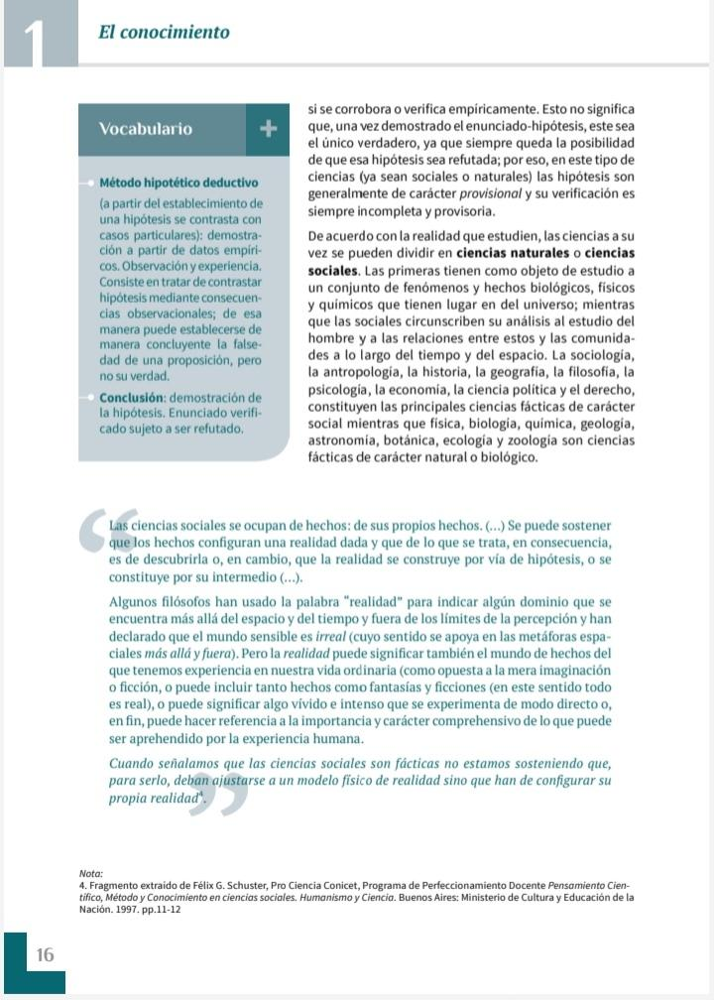 1
El conocimiento
Vocabulario
+
Método hipotético deductivo
(a partir del establecimiento de
una hipótesis se contrasta con
casos particulares): demostra-
ción a partir de datos empíri-
cos. Observación y experiencia.
Consiste en tratar de contrastar
hipótesis mediante consecuen-
cias observacionales; de esa
manera puede establecerse de
manera concluyente la false-
dad de una proposición, pero
no su verdad.
Conclusión: demostración de
la hipótesis. Enunciado verifi-
cado sujeto a ser refutado.
si se corrobora o verifica empíricamente. Esto no significa
que, una vez demostrado el enunciado-hipótesis, este sea
el único verdadero, ya que siempre queda la posibilidad
de que esa hipótesis sea refutada; por eso, en este tipo de
ciencias (ya sean sociales o naturales) las hipótesis son
generalmente de carácter provisional y su verificación es
siempre incompleta y provisoria.
De acuerdo con la realidad que estudien, las ciencias a su
vez se pueden dividir en ciencias naturales o ciencias
sociales. Las primeras tienen como objeto de estudio a
un conjunto de fenómenos y hechos biológicos, físicos
y químicos que tienen lugar en del universo; mientras
que las sociales circunscriben su análisis al estudio del
hombre y a las relaciones entre estos y las comunida-
des a lo largo del tiempo y del espacio. La sociología,
la antropología, la historia, la geografía, la filosofía, la
psicología, la economía, la ciencia política y el derecho,
constituyen las principales ciencias fácticas de carácter
social mientras que física, biología, química, geología,
astronomía, botánica, ecología y zoología son ciencias
fácticas de carácter natural o biológico.
“
Las ciencias sociales se ocupan de hechos: de sus propios hechos. (...) Se puede sostener
que los hechos configuran una realidad dada y que de lo que se trata, en consecuencia,
es de descubrirla o, en cambio, que la realidad se construye por vía de hipótesis, o se
constituye por su intermedio (...).
Algunos filósofos han usado la palabra "realidad" para indicar algún dominio que se
encuentra más allá del espacio y del tiempo y fuera de los límites de la percepción y han
declarado que el mundo sensible es irreal (cuyo sentido se apoya en las metáforas espa-
ciales más allá y fuera). Pero la realidad puede significar también el mundo de hechos del
que tenemos experiencia en nuestra vida ordinaria (como opuesta a la mera imaginación
o ficción, o puede incluir tanto hechos como fantasías y ficciones (en este sentido todo
es real), o puede significar algo vívido e intenso que se experimenta de modo directo o,
en fin, puede hacer referencia a la importancia y carácter comprehensivo de lo que puede
ser aprehendido por la experiencia humana.
Cuando señalamos que las ciencias sociales son fácticas no estamos sosteniendo que,
para serlo, deban ajustarse a un modelo físico de realidad sino que han de configurar su
propia realidad⁴.
”
Nota:
4. Fragmento extraído de Félix G. Schuster, Pro Ciencia Conicet, Programa de Perfeccionamiento Docente Pensamiento Cien-
tífico, Método y Conocimiento en ciencias sociales. Humanismo y Ciencia. Buenos Aires: Ministerio de Cultura y Educación de la
Nación. 1997. pp.11-12
16